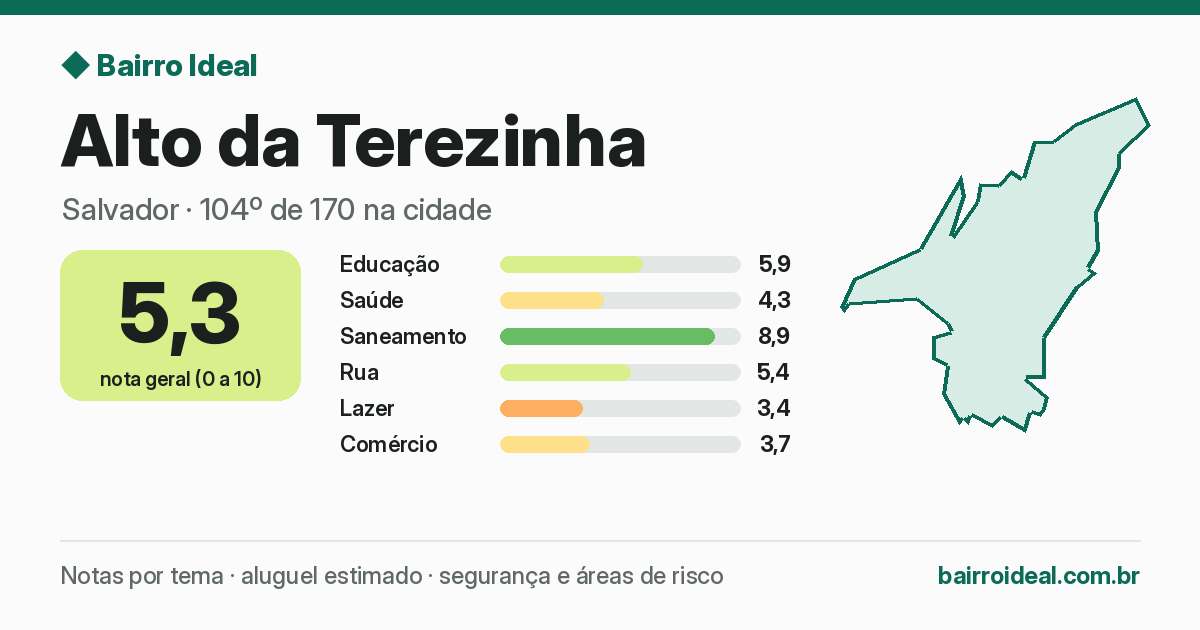 Bairro Ideal
Alto da Terezinha
Salvador · 104º de 170 na cidade
5,3
nota geral (0 a 10)
Educação 5,9
Saúde 4,3
Saneamento 8,9
Rua 5,4
Lazer 3,4
Comércio 3,7
Notas por tema · aluguel estimado · segurança e áreas de risco
bairroideal.com.br